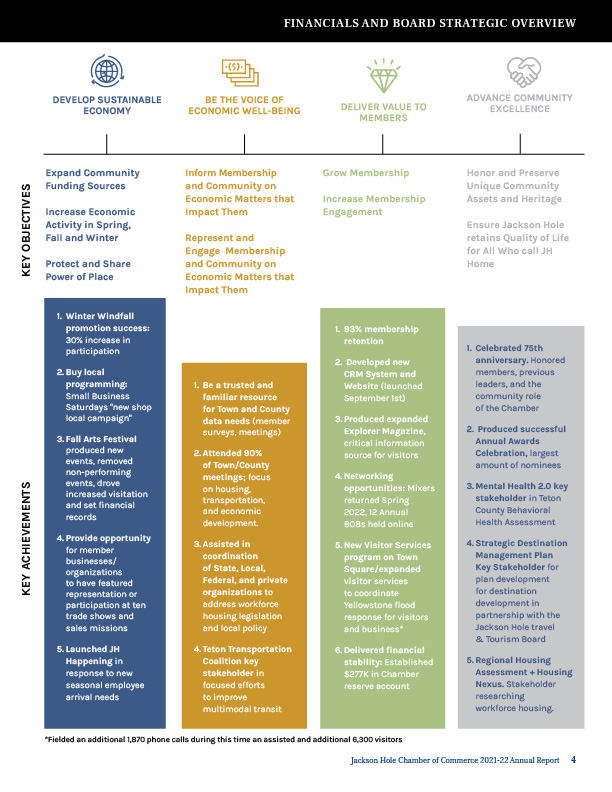 FINANCIALS AND BOARD STRATEGIC OVERVIEW
DEVELOP SUSTAINABLE
ECONOMY
{$}
BE THE VOICE OF
ECONOMIC WELL-BEING
DELIVER VALUE TO
MEMBERS
ADVANCE COMMUNITY
EXCELLENCE
KEY OBJECTIVES
Expand Community
Funding Sources
Increase Economic
Activity in Spring,
Fall and Winter
Protect and Share
Power of Place
Inform Membership
and Community on
Economic Matters that
Impact Them
Represent and
Engage Membership
and Community on
Economic Matters that
Impact Them
Grow Membership
Increase Membership
Engagement
Honor and Preserve
Unique Community
Assets and Heritage
Ensure Jackson Hole
retains Quality of Life
for All Who call JH
Home
KEY ACHIEVEMENTS
1. Winter Windfall
promotion success:
30% increase in
participation
2. Buy local
programming:
Small Business
Saturdays "new shop
local campaign"
3. Fall Arts Festival
produced new
events, removed
non-performing
events, drove
increased visitation
and set financial
records
4. Provide opportunity
for member
businesses/
organizations
to have featured
representation or
participation at ten
trade shows and
sales missions
5. Launched JH
Happening in
response to new
seasonal employee
arrival needs
1. Be a trusted and
familiar resource
for Town and County
data needs (member
surveys, meetings)
2. Attended 90%
of Town/County
meetings; focus
on housing,
transportation,
and economic
development.
3. Assisted in
coordination
of State, Local,
Federal, and private
organizations to
address workforce
housing legislation
and local policy
4. Teton Transportation
Coalition key
stakeholder in
focused efforts
to improve
multimodal transit
1. 93% membership
retention
2. Developed new
CRM System and
Website (launched
September 1st)
3. Produced expanded
Explorer Magazine,
critical information
source for visitors
4. Networking
opportunities: Mixers
returned Spring
2022, 12 Annual
BOBs held online
5. New Visitor Services
program on Town
Square/expanded
visitor services
to coordinate
Yellowstone flood
response for visitors
and business*
6. Delivered financial
stability: Established
$277K in Chamber
reserve account
1. Celebrated 75th
anniversary. Honored
members, previous
leaders, and the
community role
of the Chamber
2. Produced successful
Annual Awards
Celebration, largest
amount of nominees
3. Mental Health 2.0 key
stakeholder in Teton
County Behavioral
Health Assessment
4. Strategic Destination
Management Plan
Key Stakeholder for
plan development
for destination
development in
partnership with the
Jackson Hole travel
& Tourism Board
5. Regional Housing
Assessment + Housing
Nexus. Stakeholder
researching
workforce housing.
*Fielded an additional 1,870 phone calls during this time an assisted and additional 6,300 visitors
Jackson Hole Chamber of Commerce 2021-22 Annual Report 4